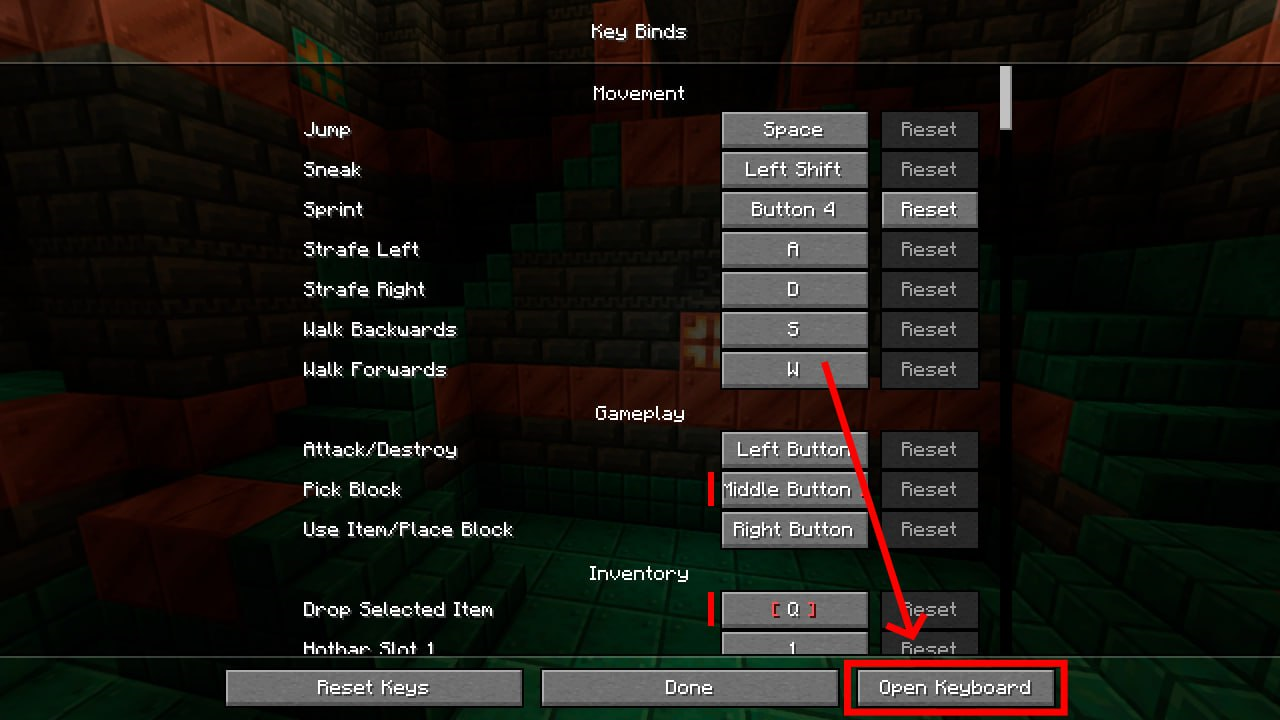 Key Binds
Movement
Jump Space Reset
Sneak Left Shift Reset
Sprint Button 4 Reset
Strafe Left A Reset
Strafe Right D Reset
Walk Backwards S Reset
Walk Forwards W Reset
Gameplay
Attack/Destroy Left Button Reset
Pick Block Middle Button Reset
Use Item/Place Block Right Button Reset
Inventory
Drop Selected Item [ Q ] Reset
Hotbar Slot 1 1 Reset
Reset Keys Done Open Keyboard